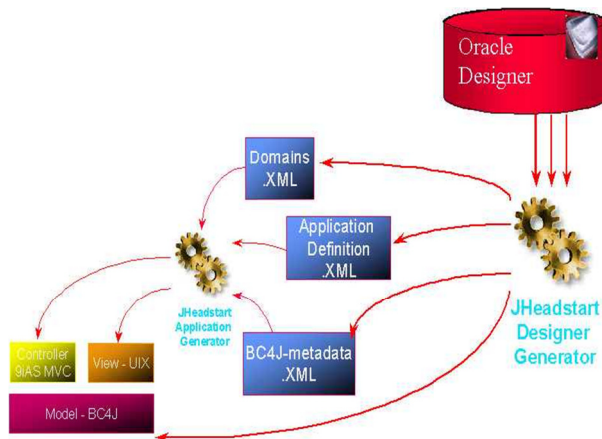 Oracle
Designer
Domains
.XML
Application
Definition
.XML
JHeadstart
Application
Generator
JHeadstart
Designer
Generator
Controller
9iAS MVC
View - UIX
BC4J-metadata
.XML
Model - BC4J